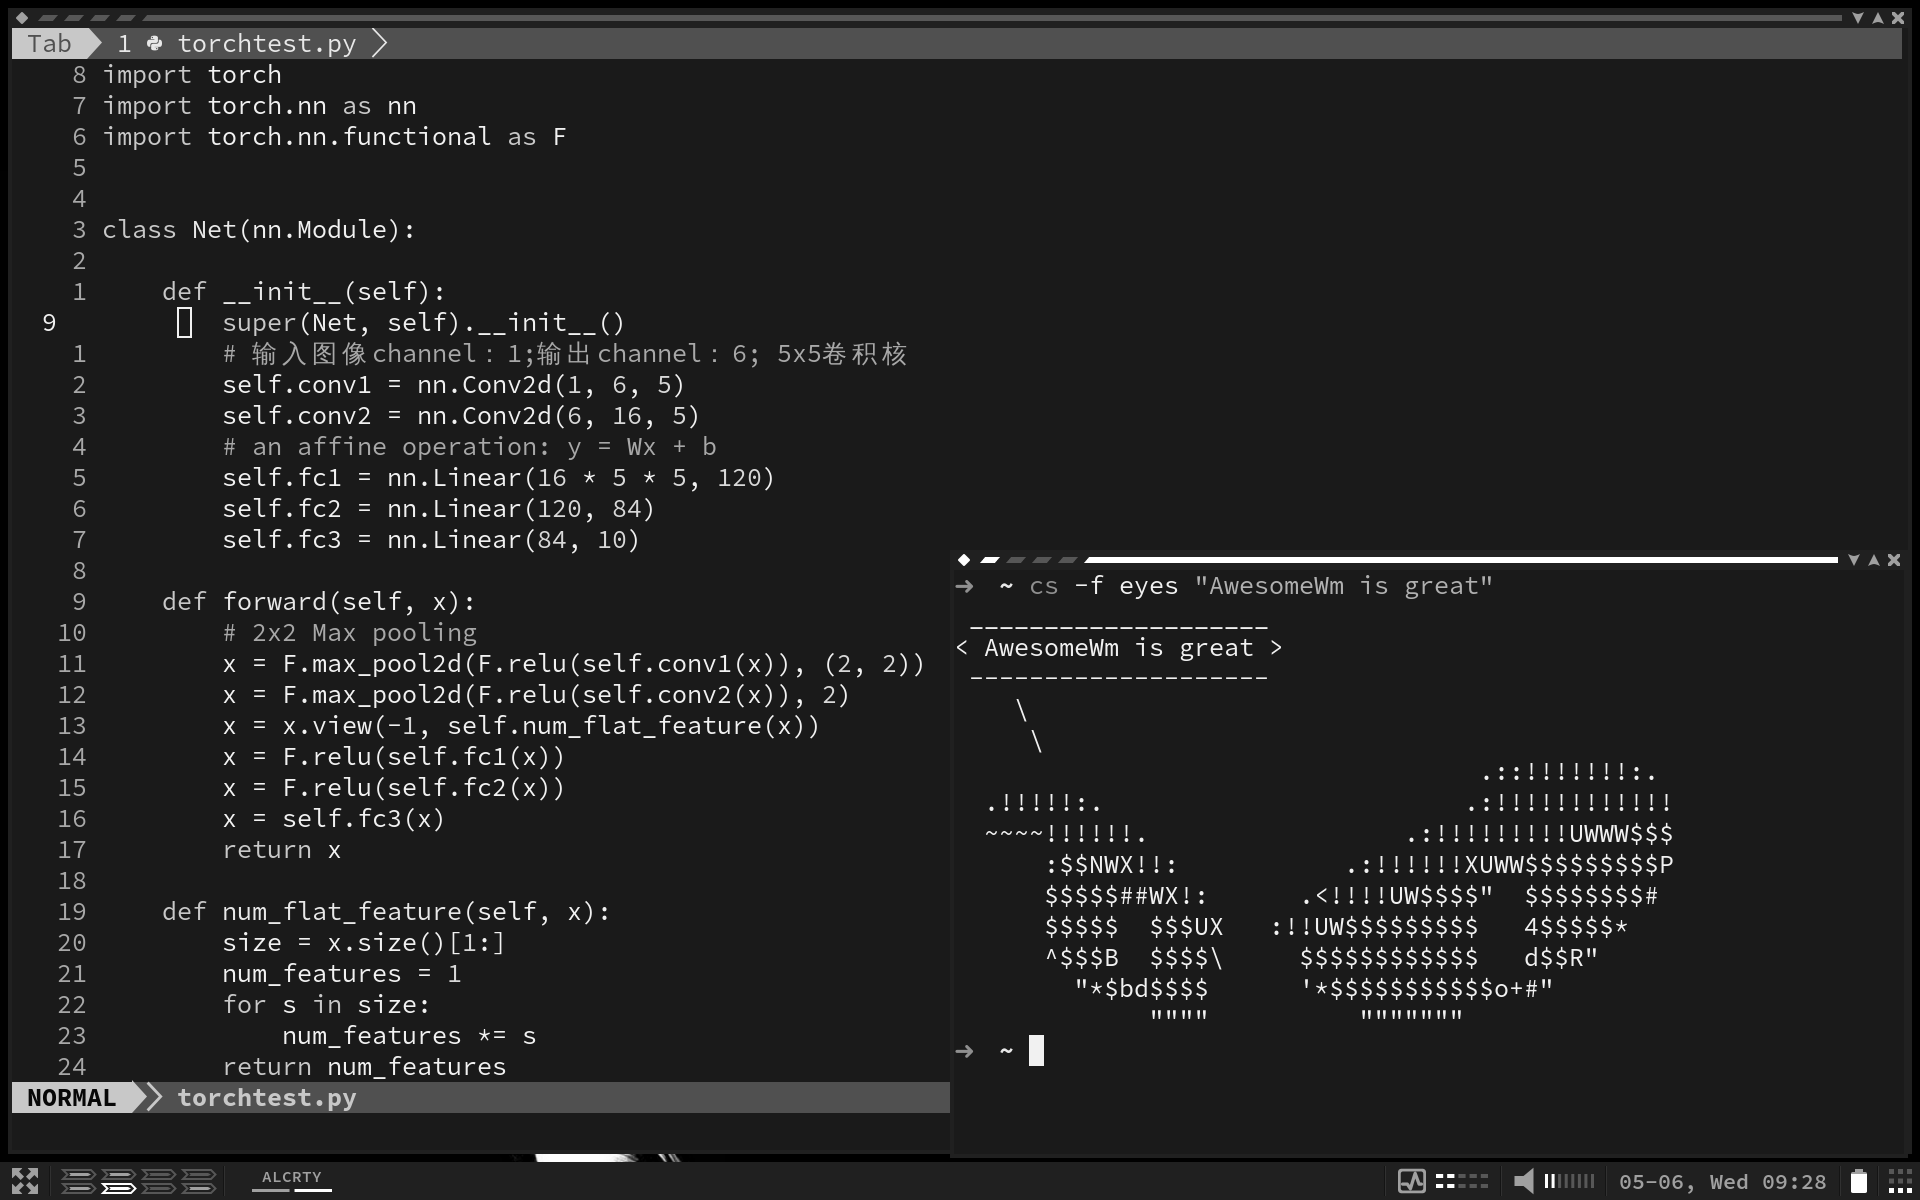 Tab 1 torchtest.py
8 import torch
7 import torch.nn as nn
6 import torch.nn.functional as F
5
4
3 class Net(nn.Module):
2
1     def __init__(self):
9         super(Net, self).__init__()
1         # 输入图像channel：1;输出channel：6; 5x5卷积核
2         self.conv1 = nn.Conv2d(1, 6, 5)
3         self.conv2 = nn.Conv2d(6, 16, 5)
4         # an affine operation: y = Wx + b
5         self.fc1 = nn.Linear(16 * 5 * 5, 120)
6         self.fc2 = nn.Linear(120, 84)
7         self.fc3 = nn.Linear(84, 10)
8
9     def forward(self, x):
10         # 2x2 Max pooling
11         x = F.max_pool2d(F.relu(self.conv1(x)), (2, 2))
12         x = F.max_pool2d(F.relu(self.conv2(x)), 2)
13         x = x.view(-1, self.num_flat_feature(x))
14         x = F.relu(self.fc1(x))
15         x = F.relu(self.fc2(x))
16         x = self.fc3(x)
17         return x
18
19     def num_flat_feature(self, x):
20         size = x.size()[1:]
21         num_features = 1
22         for s in size:
23             num_features *= s
24         return num_features
NORMAL torchtest.py
➜ ~ cs -f eyes "AwesomeWm is great"
 ____________________
< AwesomeWm is great >
 --------------------
    \
     \
                                   .::!!!!!!!:.
  .!!!!!:.                        .:!!!!!!!!!!!!
  ~~~~!!!!!!.                 .:!!!!!!!!!UWWW$$$
      :$$NWX!!:           .:!!!!!!XUWW$$$$$$$$$P
      $$$$$##WX!:      .<!!!!UW$$$$"  $$$$$$$$#
      $$$$$  $$$UX   :!!UW$$$$$$$$$   4$$$$$*
      ^$$$B  $$$$\     $$$$$$$$$$$$   d$$R"
        "*$bd$$$$      '*$$$$$$$$$$$o+#"
             """"          """""""
➜ ~
ALCRTY
05-06, Wed 09:28